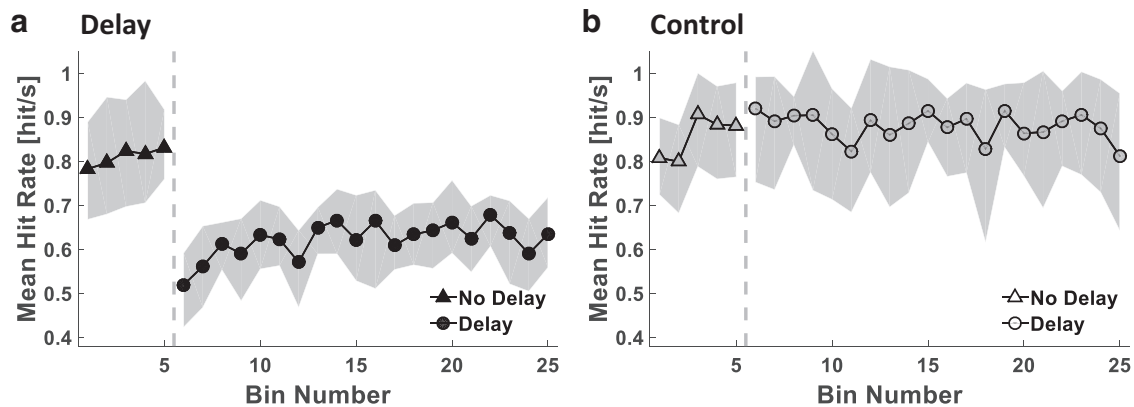 a Delay
Mean Hit Rate [hit/s]
1
0.9
0.8
0.7
0.6
0.5
0.4
No Delay
Delay
5 10 15 20 25
Bin Number
b Control
Mean Hit Rate [hit/s]
1
0.9
0.8
0.7
0.6
0.5
0.4
No Delay
Delay
5 10 15 20 25
Bin Number